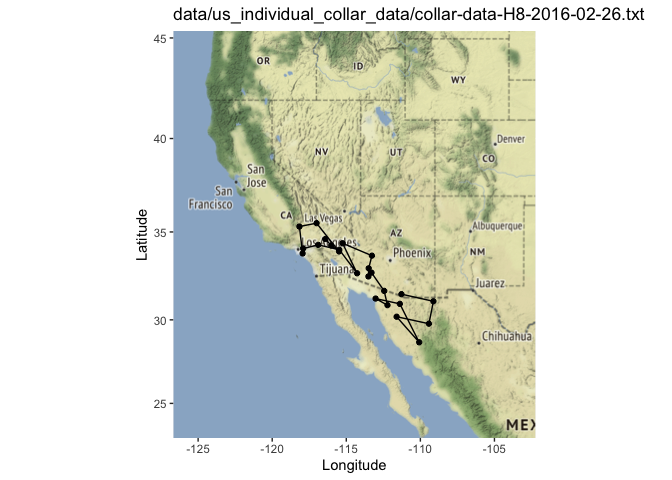 data/us_individual_collar_data/collar-data-H8-2016-02-26.txt
45
40
35
30
25
Latitude
OR
ID
WY
NV
UT
CO
Denver
San
Jose
San
Francisco
CA
Las Vegas
AZ
Albuquerque
Los Angeles
Phoenix
NM
Tijuana
Juarez
Chihuahua
MEX
-125
-120
-115
-110
-105
Longitude